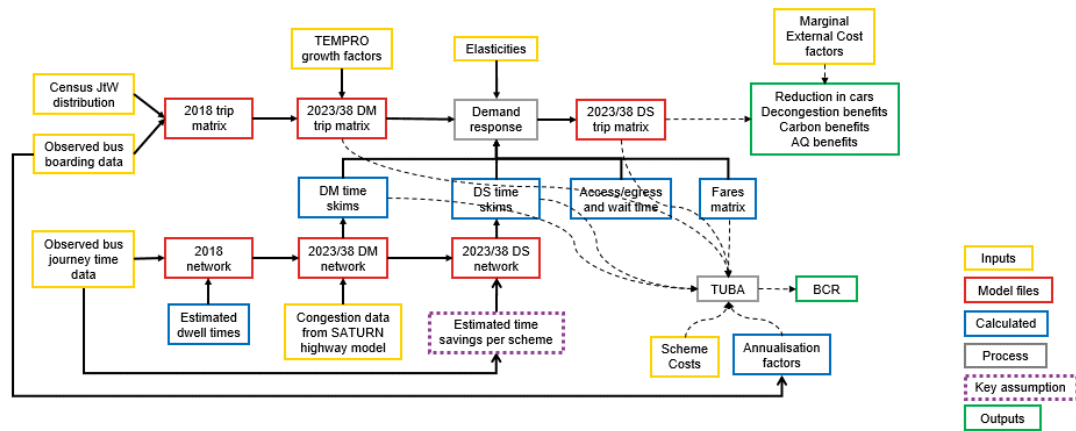 TEMPRO
growth factors
Elasticities
Marginal
External Cost
factors
Census JtW
distribution
2018 trip
matrix
2023/38 DM
trip matrix
Demand
response
2023/38 DS
trip matrix
Reduction in cars
Decongestion benefits
Carbon benefits
AQ benefits
Observed bus
boarding data
DM time
skims
DS time
skims
Access/egress
and wait time
Fares
matrix
Observed bus
journey time
data
2018
network
2023/38 DM
network
2023/38 DS
network
TUBA
BCR
Estimated
dwell times
Congestion data
from SATURN
highway model
Estimated time
savings per scheme
Scheme
Costs
Annualisation
factors
Inputs
Model files
Calculated
Process
Key assumption
Outputs